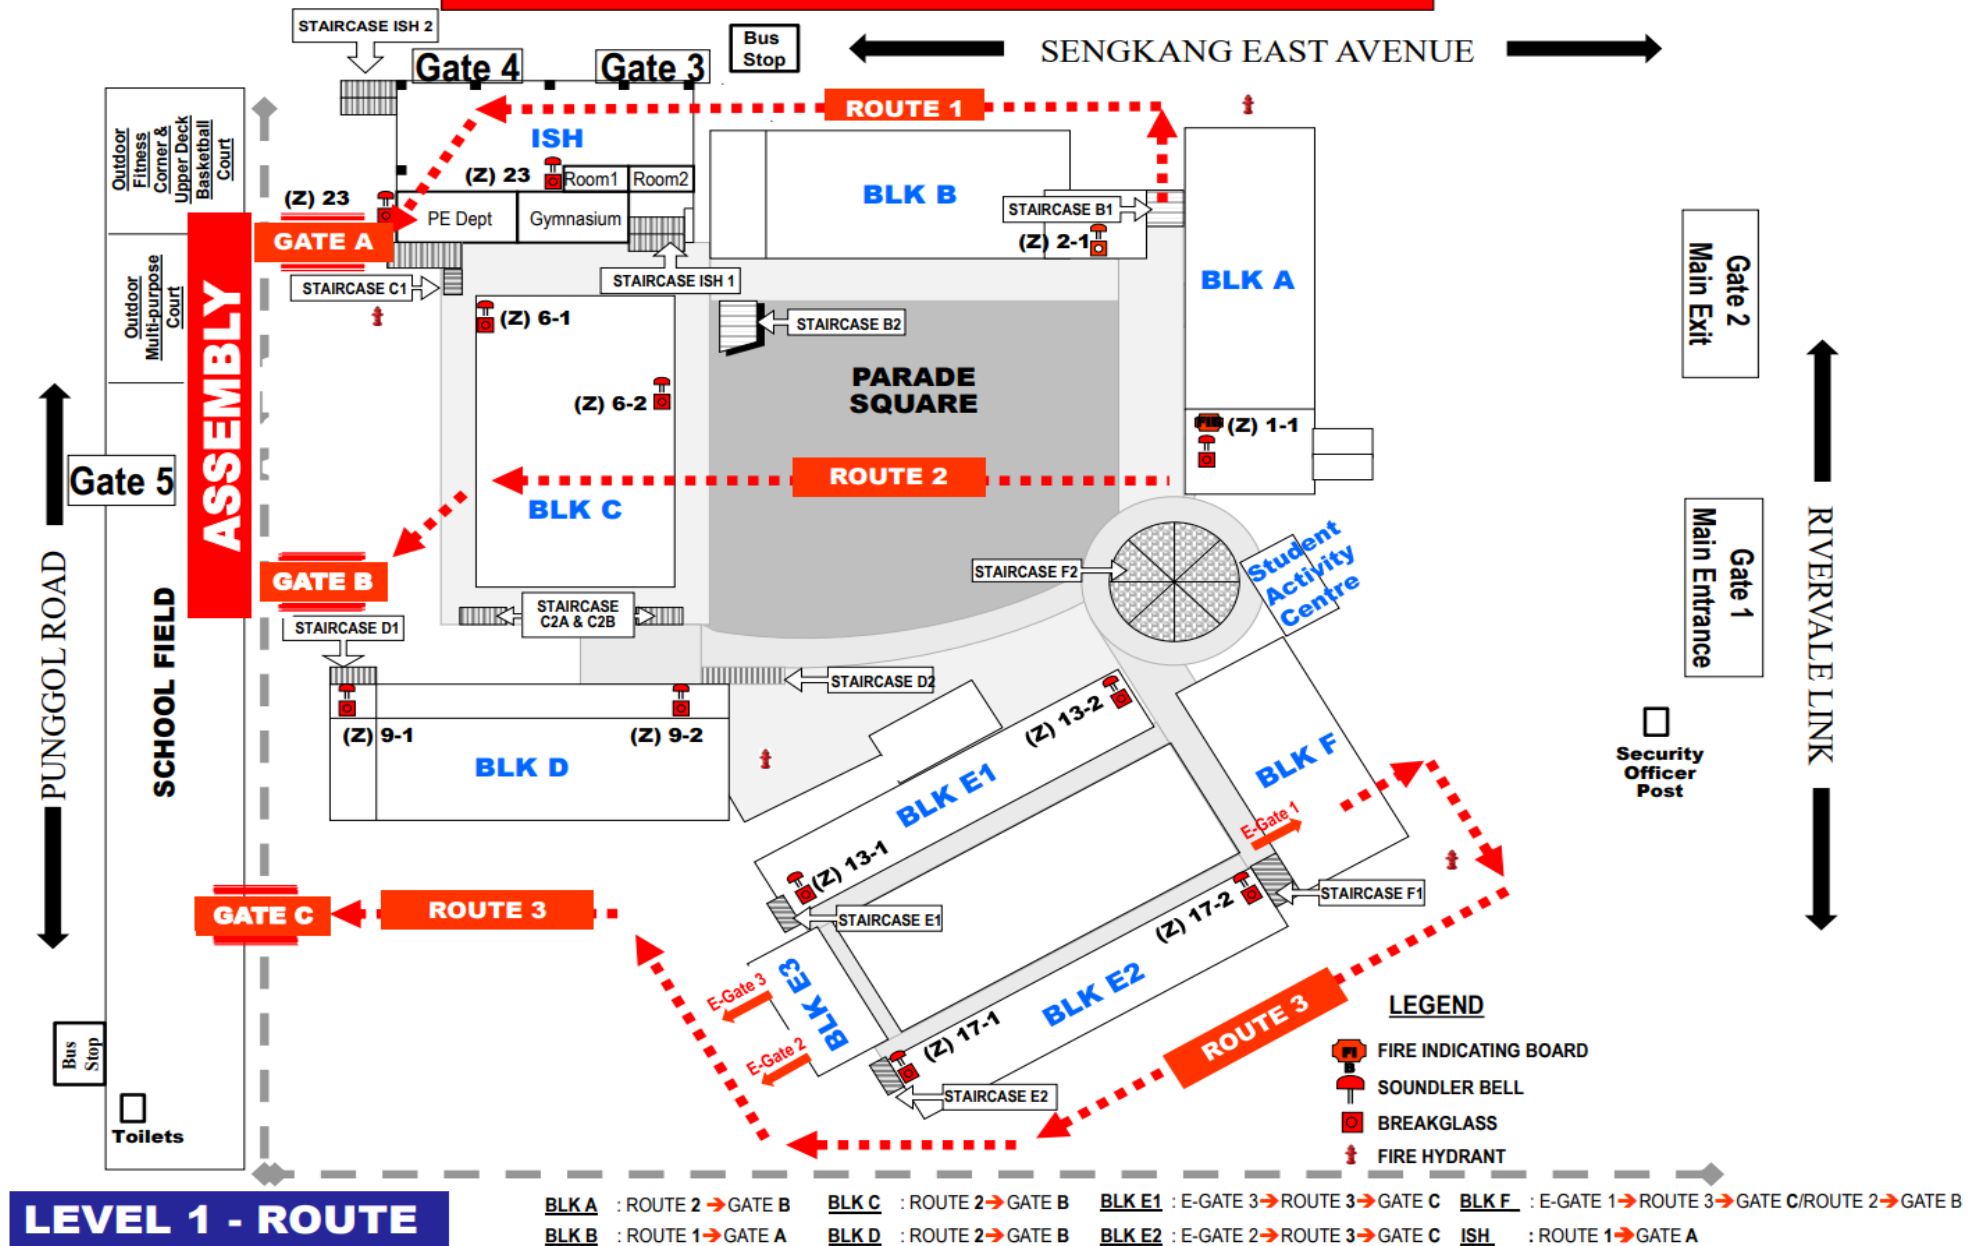 STAIRCASE ISH 2
Gate 4
Gate 3
Bus
Stop
SENGKANG EAST AVENUE
ROUTE 1
ISH
Outdoor
Fitness
Corner &
Upper Deck
Basketball
Court
(Z) 23
(Z) 23
Room1
Room2
PE Dept
Gymnasium
BLK B
STAIRCASE B1
(Z) 2-1
BLK A
GATE A
STAIRCASE C1
STAIRCASE ISH 1
Gate 2
Main Exit
Outdoor
Multi-purpose
Court
ASSEMBLY
(Z) 6-1
STAIRCASE B2
(Z) 6-2
PARADE
SQUARE
FIB
(Z) 1-1
Gate 5
ROUTE 2
BLK C
Gate 1
Main Entrance
RIVERVALE LINK
PUNGGOL ROAD
SCHOOL FIELD
GATE B
STAIRCASE F2
Student
Activity
Centre
STAIRCASE
C2A & C2B
STAIRCASE D1
STAIRCASE D2
(Z) 9-1
(Z) 9-2
BLK D
(Z) 13-2
BLK E1
BLK F
Security
Officer
Post
E-Gate 1
(Z) 13-1
GATE C
ROUTE 3
STAIRCASE E1
STAIRCASE F1
(Z) 17-2
BLK E3
E-Gate 3
E-Gate 2
BLK E2
(Z) 17-1
ROUTE 3
STAIRCASE E2
Bus
Stop
Toilets
LEGEND
FI
B
FIRE INDICATING BOARD
SOUNDLER BELL
BREAKGLASS
FIRE HYDRANT
LEVEL 1 - ROUTE
BLK A : ROUTE 2 ➔ GATE B BLK C : ROUTE 2➔ GATE B BLK E1 : E-GATE 3➔ROUTE 3➔ GATE C BLK F : E-GATE 1➔ROUTE 3➔GATE C/ROUTE 2➔ GATE B
BLK B : ROUTE 1➔ GATE A BLK D : ROUTE 2➔ GATE B BLK E2 : E-GATE 2➔ROUTE 3➔ GATE C ISH : ROUTE 1➔GATE A